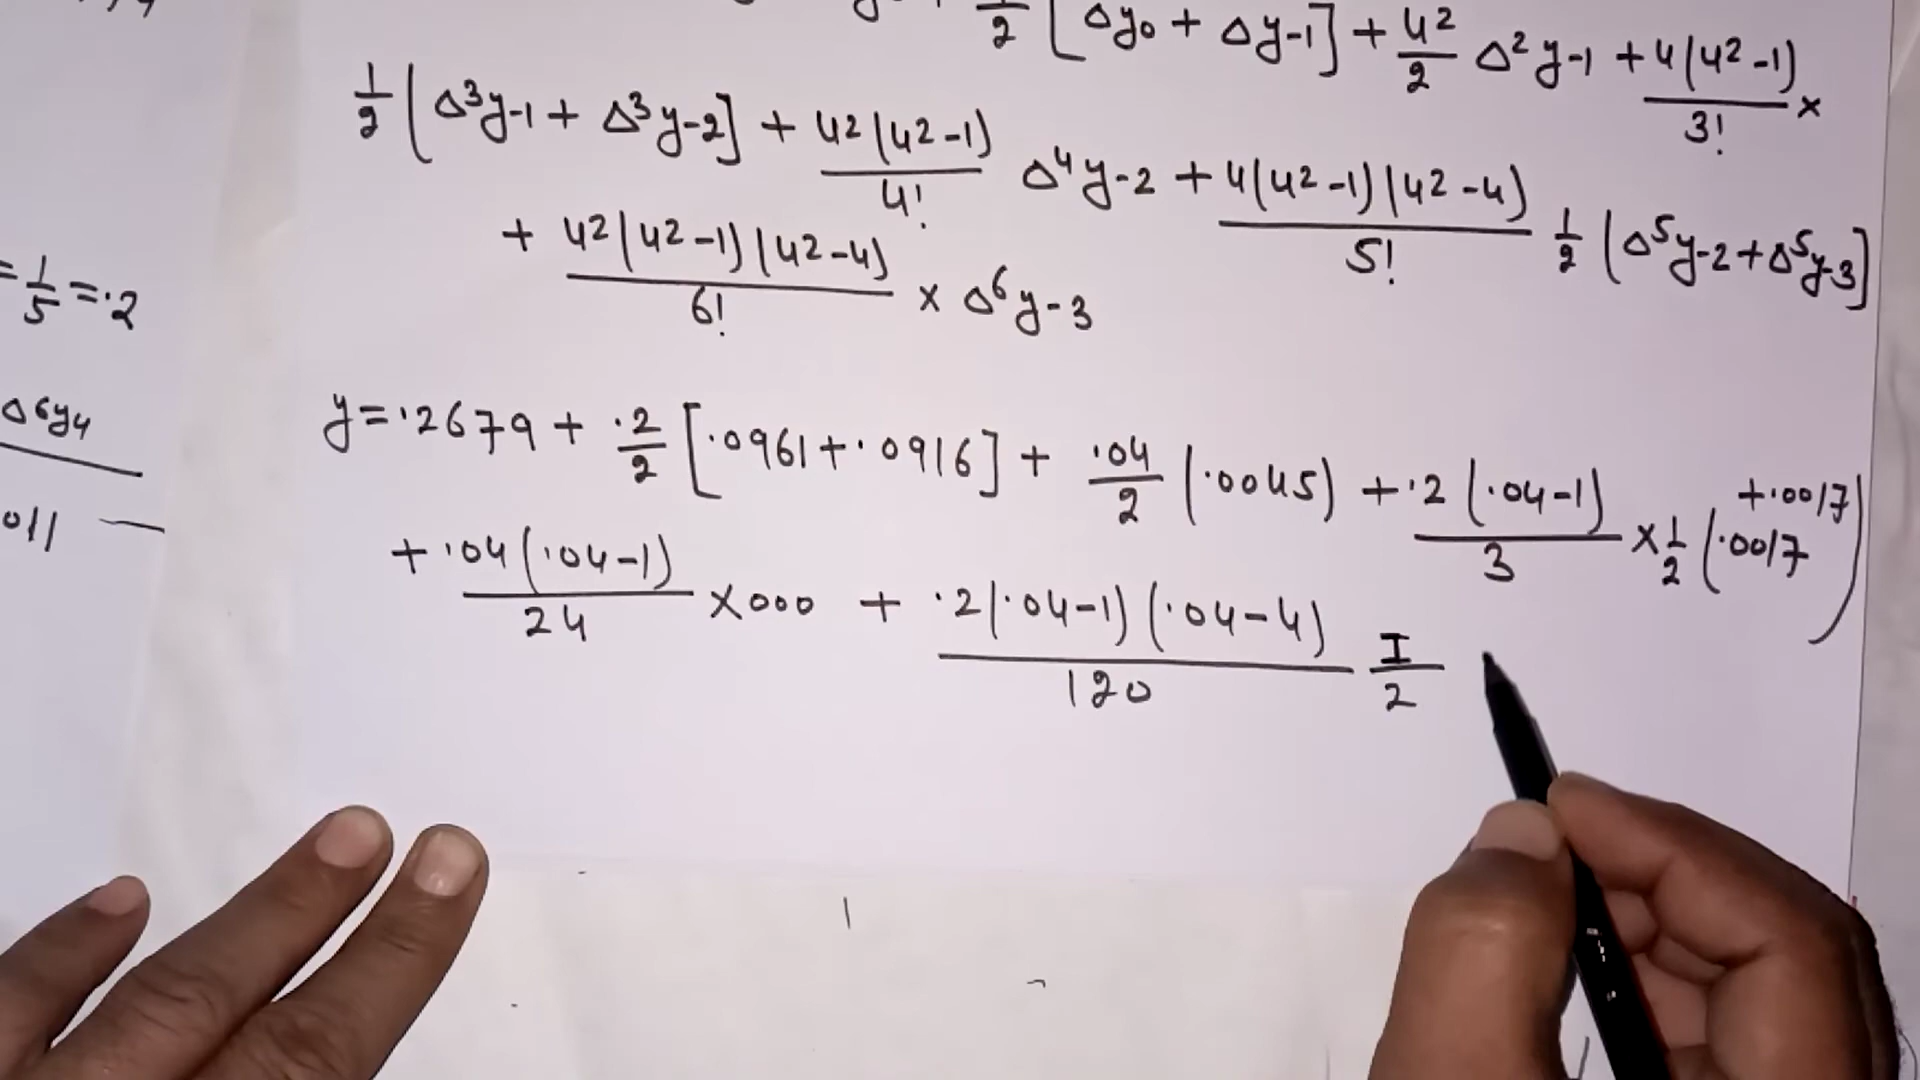 1/2 [Δy₀ + Δy-1] + u²/2 Δ²y-1 + u(u²-1)/3! ×
1/2 [Δ³y-1 + Δ³y-2] + u²(u²-1)/4! Δ⁴y-2 + u(u²-1)(u²-4)/5! 1/2 (Δ⁵y-2 + Δ⁵y-3]
+ u²(u²-1)(u²-4)/6! × Δ⁶y-3
= 1/5 = .2
Δ⁶y₄
011 —
y = .2679 + .2/2 [.0961 + .0916] + .04/2 (.0045) + .2(.04-1)/3 × 1/2 (.0017 + .0017)
+ .04(.04-1)/24 × 000 + .2(.04-1)(.04-4)/120 I/2